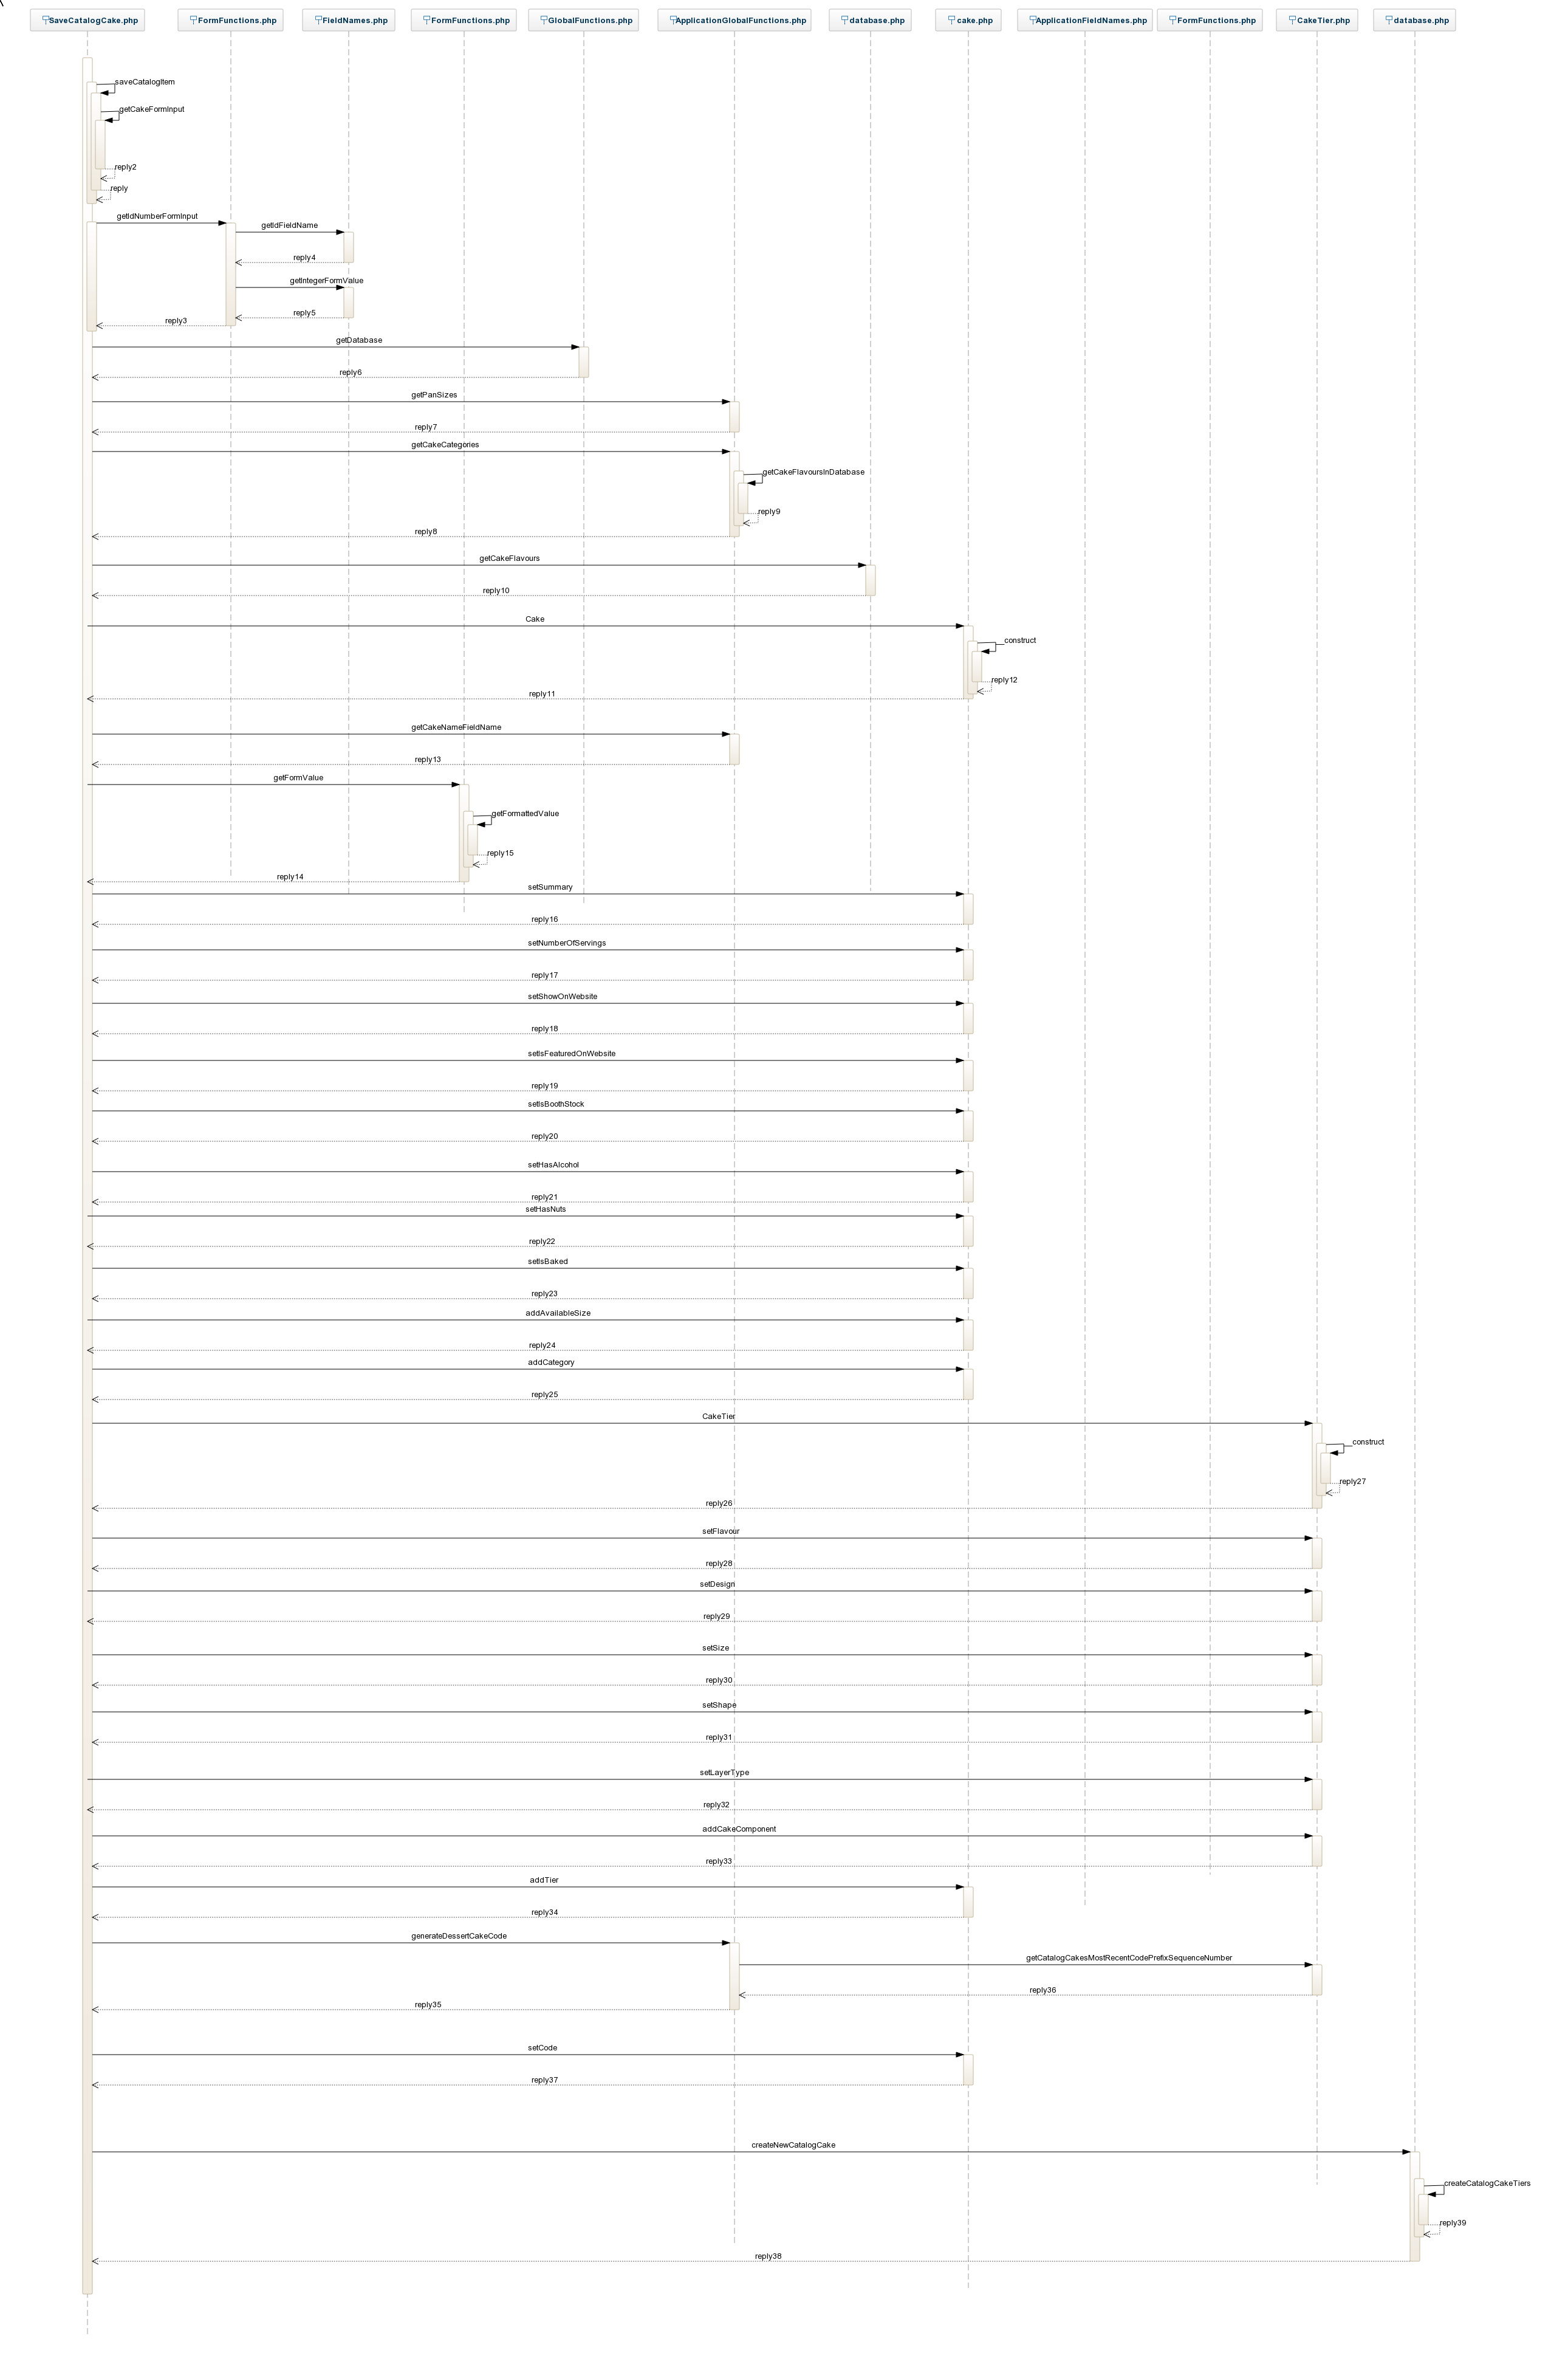 SaveCatalogCake.php
FormFunctions.php
FieldNames.php
FormFunctions.php
GlobalFunctions.php
ApplicationGlobalFunctions.php
database.php
cake.php
ApplicationFieldNames.php
FormFunctions.php
CakeTier.php
database.php
saveCatalogItem
getCakeFormInput
reply2
reply
getIdNumberFormInput
getIdFieldName
reply4
getIntegerFormValue
reply5
reply3
getDatabase
reply6
getPanSizes
reply7
getCakeCategories
getCakeFlavoursInDatabase
reply9
reply8
getCakeFlavours
reply10
Cake
construct
reply12
reply11
getCakeNameFieldName
reply13
getFormValue
getFormattedValue
reply15
reply14
setSummary
reply16
setNumberOfServings
reply17
setShowOnWebsite
reply18
setIsFeaturedOnWebsite
reply19
setIsBoothStock
reply20
setHasAlcohol
reply21
setHasNuts
reply22
setIsBaked
reply23
addAvailableSize
reply24
addCategory
reply25
CakeTier
construct
reply27
reply26
setFlavour
reply28
setDesign
reply29
setSize
reply30
setShape
reply31
setLayerType
reply32
addCakeComponent
reply33
addTier
reply34
generateDessertCakeCode
getCatalogCakesMostRecentCodePrefixSequenceNumber
reply36
reply35
setCode
reply37
createNewCatalogCake
createCatalogCakeTiers
reply39
reply38